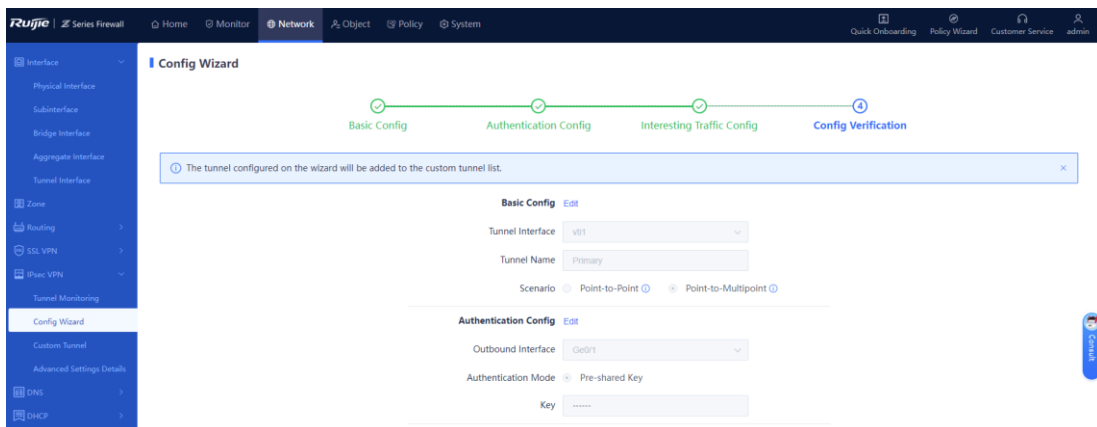 Ruijie | Z Series Firewall Home Monitor Network Object Policy System Quick Onboarding Policy Wizard Customer Service admin
Interface
Physical Interface
Subinterface
Bridge Interface
Aggregate Interface
Tunnel Interface
Zone
Routing
SSL VPN
IPsec VPN
Tunnel Monitoring
Config Wizard
Custom Tunnel
Advanced Settings Details
DNS
DHCP
Config Wizard
4
Basic Config Authentication Config Interesting Traffic Config Config Verification
The tunnel configured on the wizard will be added to the custom tunnel list.
Basic Config Edit
Tunnel Interface vti1
Tunnel Name Primary
Scenario Point-to-Point Point-to-Multipoint
Authentication Config Edit
Outbound Interface Ge0/1
Authentication Mode Pre-shared Key
Key ------
Consult